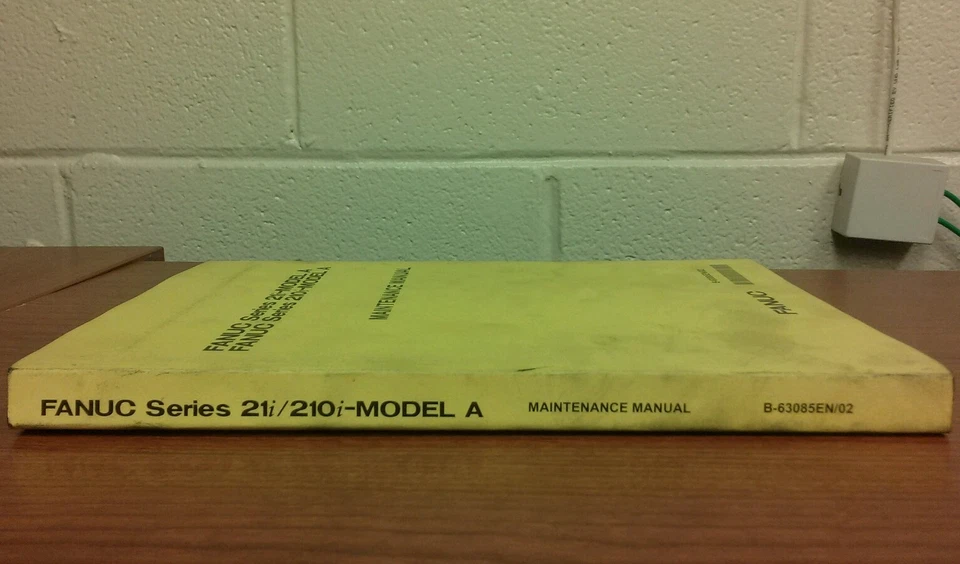 FANUC Series 21i-MODEL A
FANUC Series 210i-MODEL A
MAINTENANCE MANUAL
FANUC
FANUC Series 21i/210i-MODEL A MAINTENANCE MANUAL B-63085EN/02